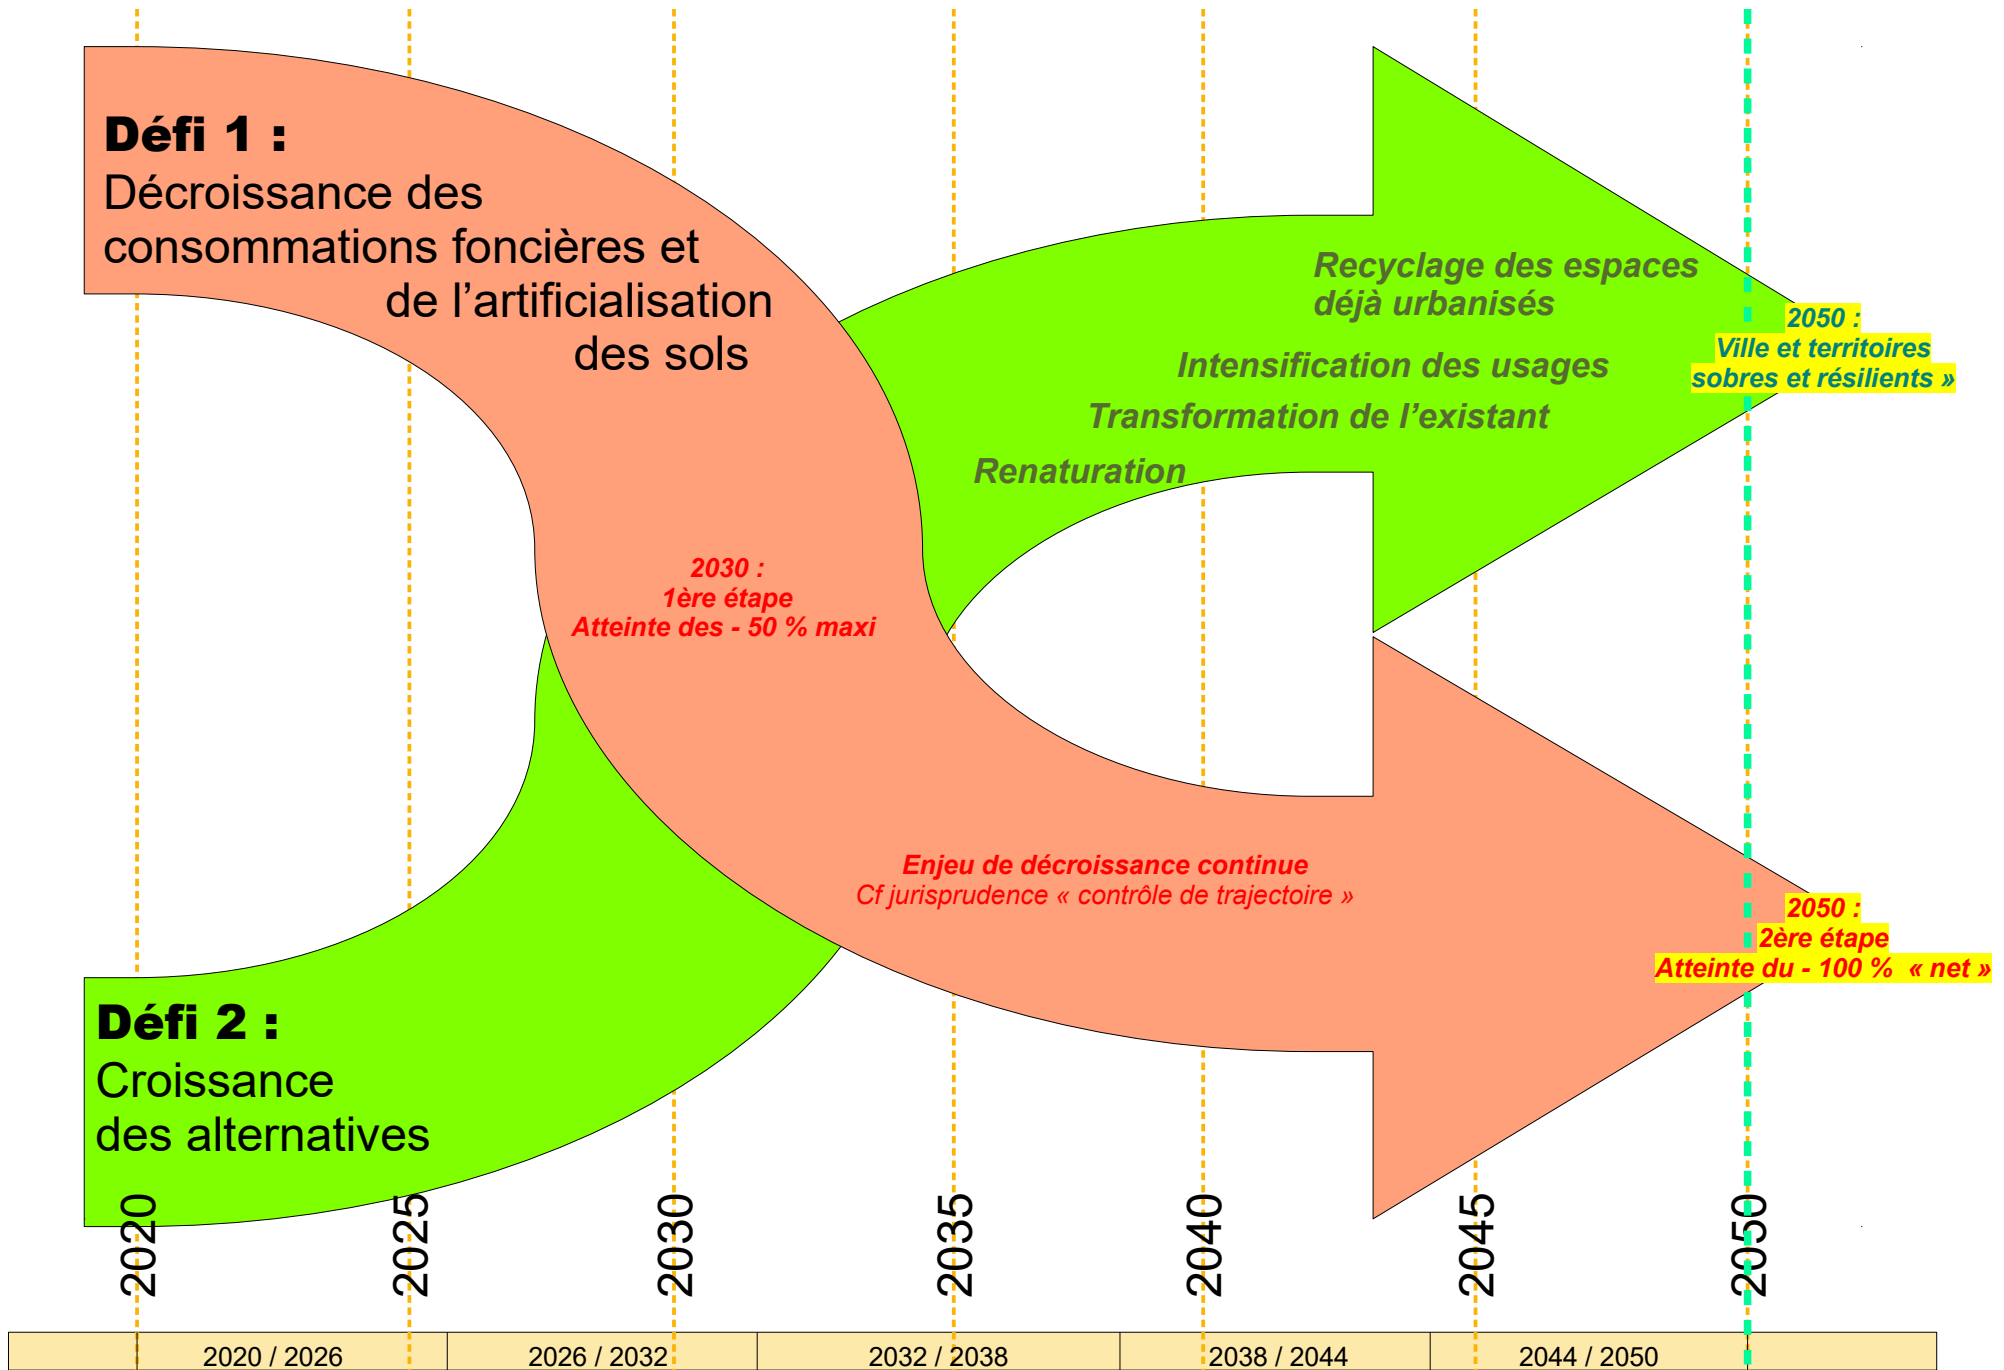 Défi 1 :
Décroissance des
consommations foncières et
de l’artificialisation
des sols
Recyclage des espaces
déjà urbanisés
Intensification des usages
Transformation de l’existant
Renaturation
2050 :
Ville et territoires
sobres et résilients »
2030 :
1ère étape
Atteinte des - 50 % maxi
Enjeu de décroissance continue
Cf jurisprudence « contrôle de trajectoire »
2050 :
2ère étape
Atteinte du - 100 % « net »
Défi 2 :
Croissance
des alternatives
2020
2025
2030
2035
2040
2045
2050
2020 / 2026
2026 / 2032
2032 / 2038
2038 / 2044
2044 / 2050